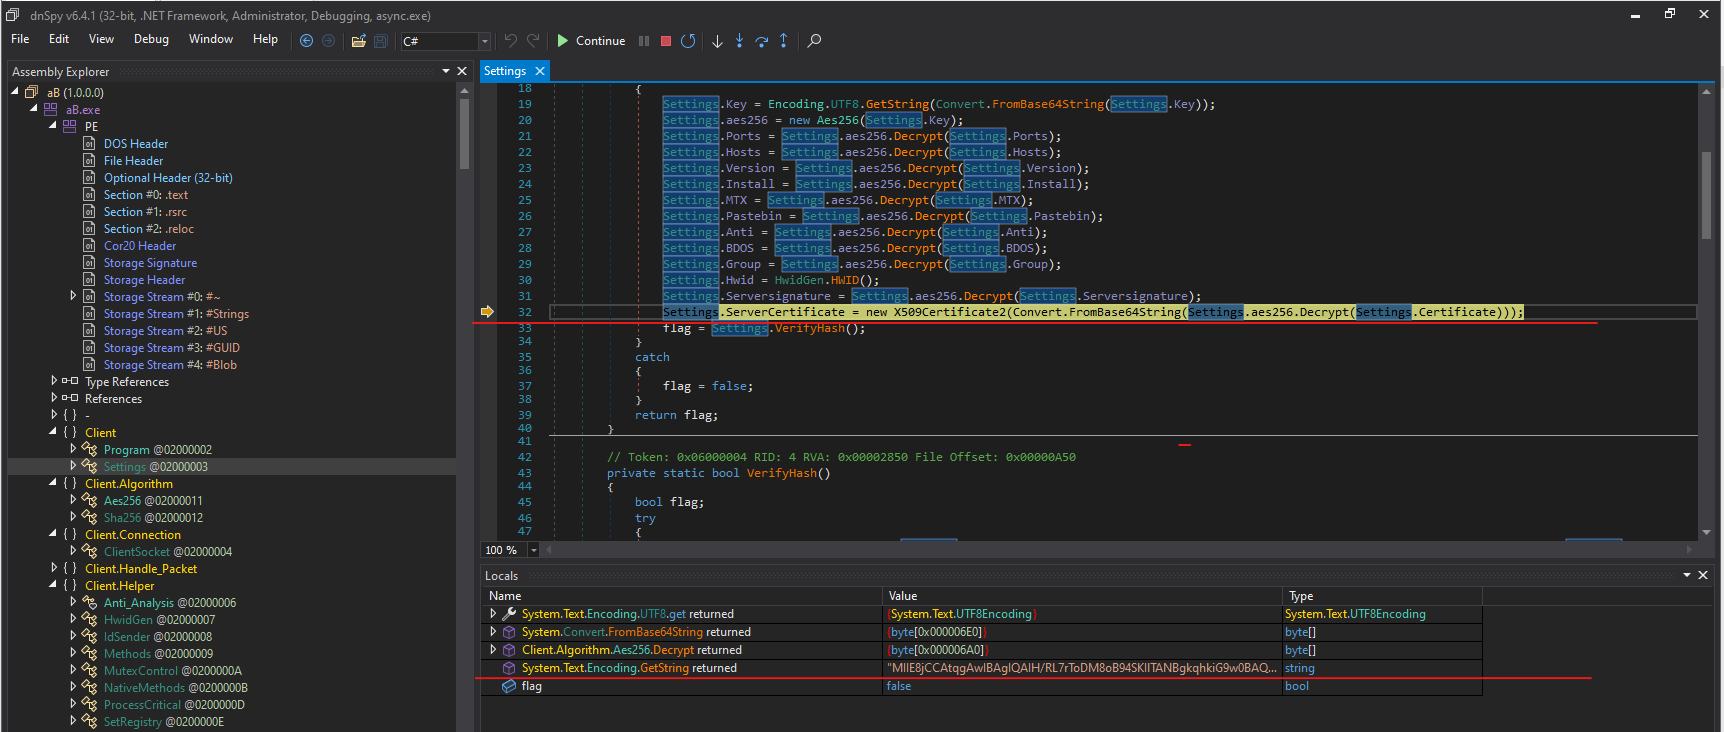 dnSpy v6.4.1 (32-bit, .NET Framework, Administrator, Debugging, async.exe)
File Edit View Debug Window Help C# Continue
Assembly Explorer
aB (1.0.0.0)
aB.exe
PE
DOS Header
File Header
Optional Header (32-bit)
Section #0: .text
Section #1: .rsrc
Section #2: .reloc
Cor20 Header
Storage Signature
Storage Header
Storage Stream #0: #~
Storage Stream #1: #Strings
Storage Stream #2: #US
Storage Stream #3: #GUID
Storage Stream #4: #Blob
Type References
References
{ } -
{ } Client
Program @02000002
Settings @02000003
{ } Client.Algorithm
Aes256 @02000011
Sha256 @02000012
{ } Client.Connection
ClientSocket @02000004
{ } Client.Handle_Packet
{ } Client.Helper
Anti_Analysis @02000006
HwidGen @02000007
IdSender @02000008
Methods @02000009
MutexControl @0200000A
NativeMethods @0200000B
ProcessCritical @0200000D
SetRegistry @0200000E
Settings
18 {
19 Settings.Key = Encoding.UTF8.GetString(Convert.FromBase64String(Settings.Key));
20 Settings.aes256 = new Aes256(Settings.Key);
21 Settings.Ports = Settings.aes256.Decrypt(Settings.Ports);
22 Settings.Hosts = Settings.aes256.Decrypt(Settings.Hosts);
23 Settings.Version = Settings.aes256.Decrypt(Settings.Version);
24 Settings.Install = Settings.aes256.Decrypt(Settings.Install);
25 Settings.MTX = Settings.aes256.Decrypt(Settings.MTX);
26 Settings.Pastebin = Settings.aes256.Decrypt(Settings.Pastebin);
27 Settings.Anti = Settings.aes256.Decrypt(Settings.Anti);
28 Settings.BDOS = Settings.aes256.Decrypt(Settings.BDOS);
29 Settings.Group = Settings.aes256.Decrypt(Settings.Group);
30 Settings.Hwid = HwidGen.HWID();
31 Settings.Serversignature = Settings.aes256.Decrypt(Settings.Serversignature);
32 Settings.ServerCertificate = new X509Certificate2(Convert.FromBase64String(Settings.aes256.Decrypt(Settings.Certificate)));
33 flag = Settings.VerifyHash();
34 }
35 catch
36 {
37 flag = false;
38 }
39 return flag;
40 }
41
42 // Token: 0x06000004 RID: 4 RVA: 0x00002850 File Offset: 0x00000A50
43 private static bool VerifyHash()
44 {
45 bool flag;
46 try
47 {
100 %
Locals
Name Value Type
System.Text.Encoding.UTF8.get returned {System.Text.UTF8Encoding} System.Text.UTF8Encoding
System.Convert.FromBase64String returned {byte[0x000006E0]} byte[]
Client.Algorithm.Aes256.Decrypt returned {byte[0x000006A0]} byte[]
System.Text.Encoding.GetString returned "MIIE8jCCAtqgAwIBAgIQAIH/RL7rToDM8oB94SKIITANBgkqhkiG9w0BAQ... string
flag false bool